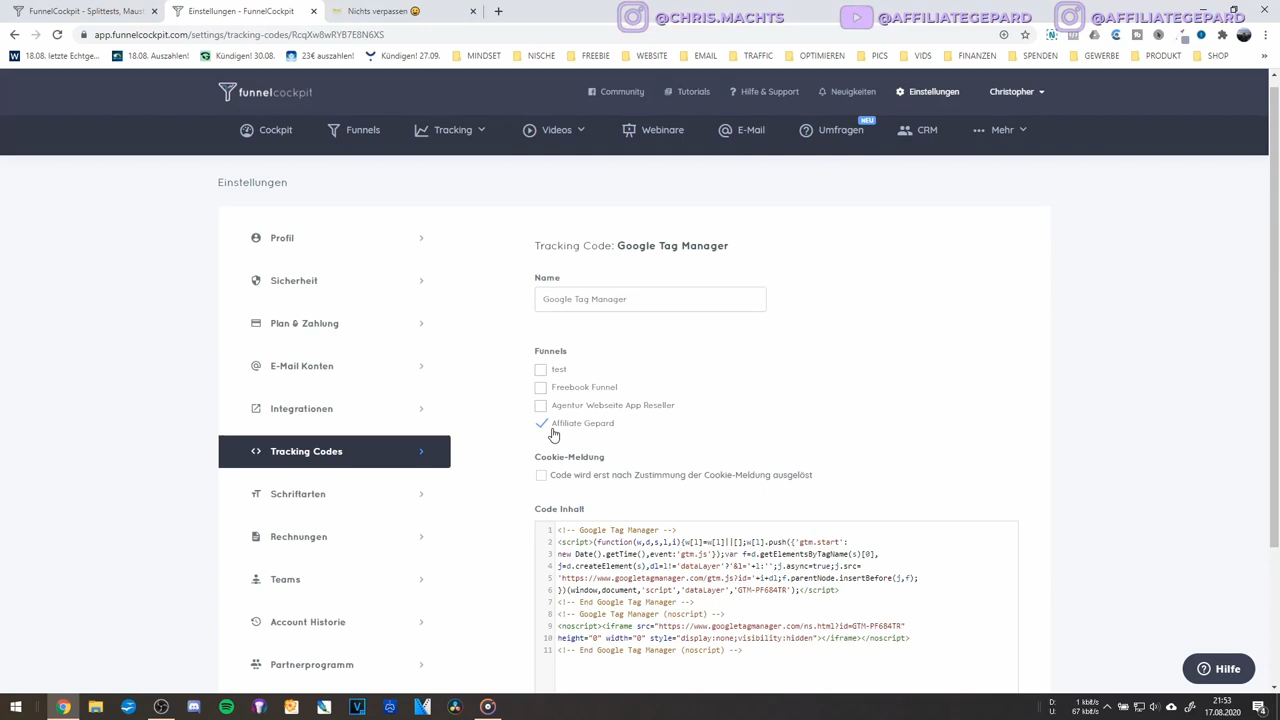 FunnelCockpit - Splittests, Maus
Einstellungen - FunnelCockpit
Nichts verpassen
@CHRIS.MACHTS
@AFFILIATEGEPARD
@AFFILIATEGEPARD
app.funnelcockpit.com/settings/tracking-codes/RcqXw8wRYB7E8N6XS
18.08. letzte Echtge...
18.08. Auszahlen!
Kündigen! 30.08.
23€ auszahlen!
Kündigen! 27.09.
MINDSET
NISCHE
FREEBIE
WEBSITE
EMAIL
TRAFFIC
OPTIMIEREN
PICS
VIDS
FINANZEN
SPENDEN
GEWERBE
PRODUKT
SHOP
funnelcockpit
Community
Tutorials
Hilfe & Support
Neuigkeiten
Einstellungen
Christopher
Cockpit
Funnels
Tracking
Videos
Webinare
E-Mail
Umfragen
NEU
CRM
Mehr
Einstellungen
Profil
Sicherheit
Plan & Zahlung
E-Mail Konten
Integrationen
Tracking Codes
Schriftarten
Rechnungen
Teams
Account Historie
Partnerprogramm
Tracking Code: Google Tag Manager
Name
Google Tag Manager
Funnels
test
Freebook Funnel
Agentur Webseite App Reseller
Affiliate Gepard
Cookie-Meldung
Code wird erst nach Zustimmung der Cookie-Meldung ausgelöst
Code Inhalt
1 <!-- Google Tag Manager -->
2 <script>(function(w,d,s,l,i){w[l]=w[l]||[];w[l].push({'gtm.start':
3 new Date().getTime(),event:'gtm.js'});var f=d.getElementsByTagName(s)[0],
4 j=d.createElement(s),dl=l!='dataLayer'?'&l='+l:'';j.async=true;j.src=
5 'https://www.googletagmanager.com/gtm.js?id='+i+dl;f.parentNode.insertBefore(j,f);
6 })(window,document,'script','dataLayer','GTM-PF684TR');</script>
7 <!-- End Google Tag Manager -->
8 <!-- Google Tag Manager (noscript) -->
9 <noscript><iframe src="https://www.googletagmanager.com/ns.html?id=GTM-PF684TR"
10 height="0" width="0" style="display:none;visibility:hidden"></iframe></noscript>
11 <!-- End Google Tag Manager (noscript) -->
Hilfe
D: 1 kbit/s
U: 67 kbit/s
21:53
17.08.2020
4